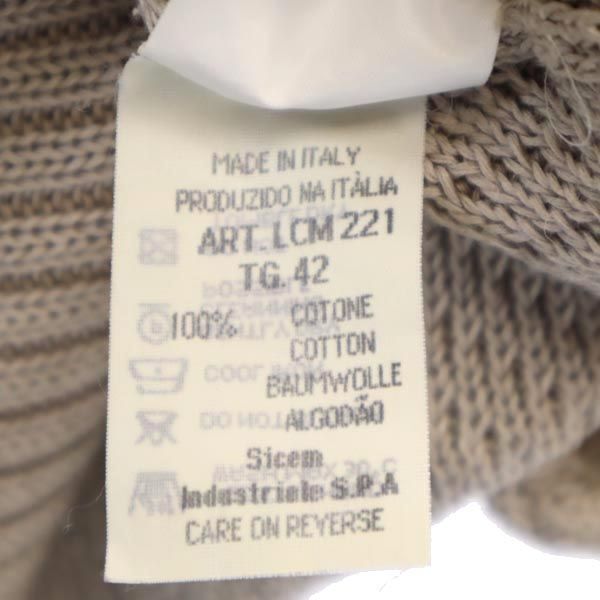 MADE IN ITALY
PRODUZIDO NA ITÀLIA
ART. LCM 221
TG. 42
100% COTONE
COTTON
BAUMWOLLE
ALGODÃO
Sicem
Industriele S.P.A
CARE ON REVERSE